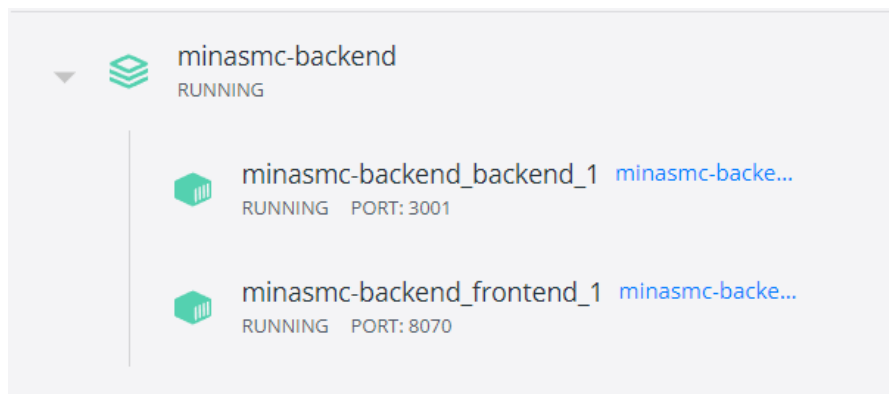 minasmc-backend
RUNNING
minasmc-backend_backend_1 minasmc-backe...
RUNNING PORT: 3001
minasmc-backend_frontend_1 minasmc-backe...
RUNNING PORT: 8070